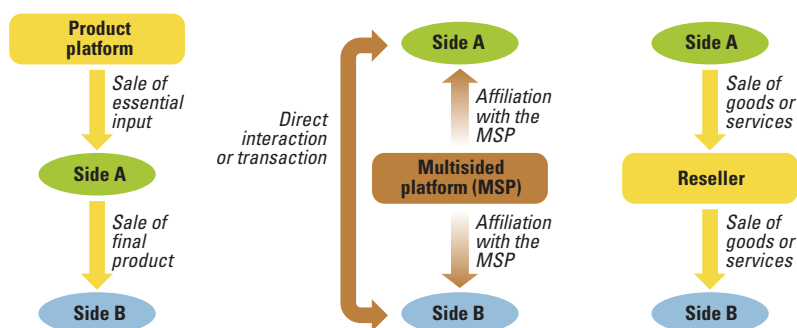 Product
platform
Sale of
essential
input
Side A
Sale of
final
product
Side B
Direct
interaction
or transaction
Side A
Affiliation
with the
MSP
Multisided
platform (MSP)
Affiliation
with the
MSP
Side B
Side A
Sale of
goods or
services
Reseller
Sale of
goods or
services
Side B